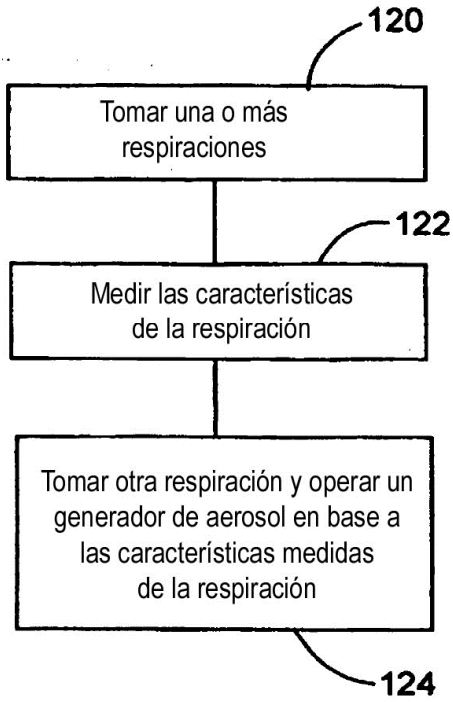 120
Tomar una o más
respiraciones
122
Medir las características
de la respiración
Tomar otra respiración y operar un
generador de aerosol en base a
las características medidas
de la respiración
124